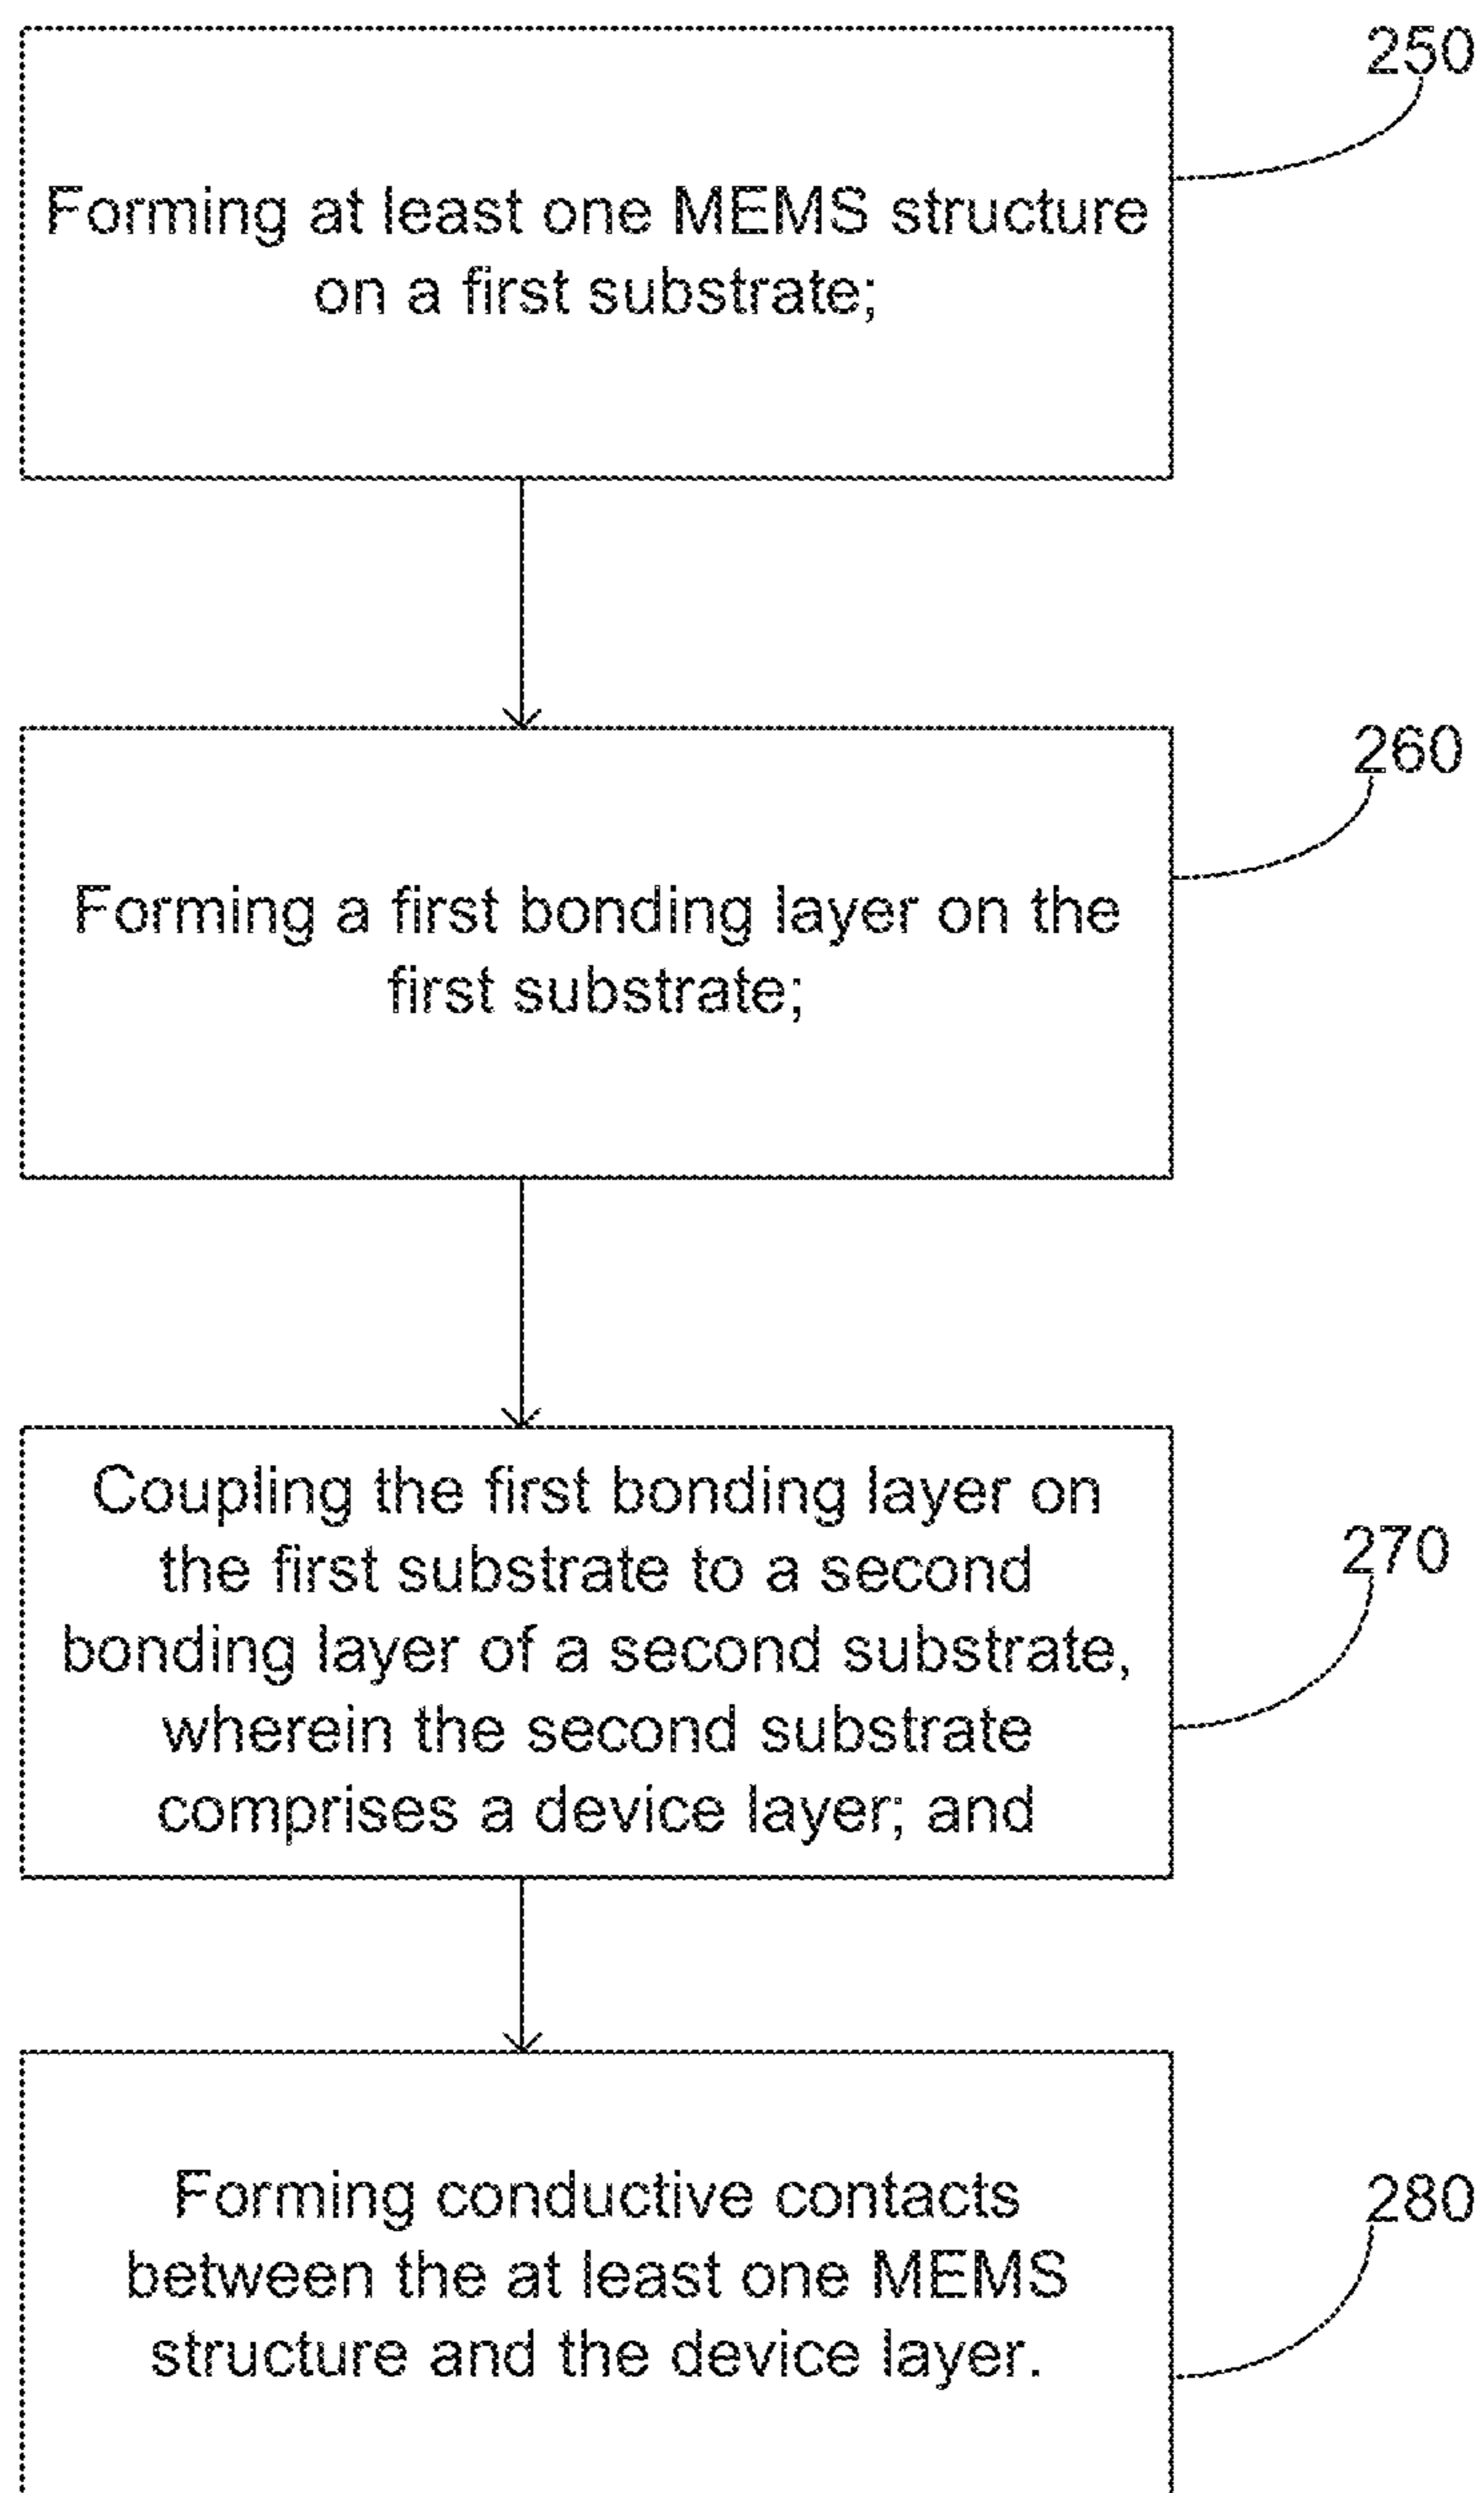 250
Forming at least one MEMS structure
on a first substrate;
260
Forming a first bonding layer on the
first substrate;
Coupling the first bonding layer on
the first substrate to a second
270
bonding layer of a second substrate,
wherein the second substrate
comprises a device layer; and
Forming conductive contacts
280
between the at least one MEMS
structure and the device layer.